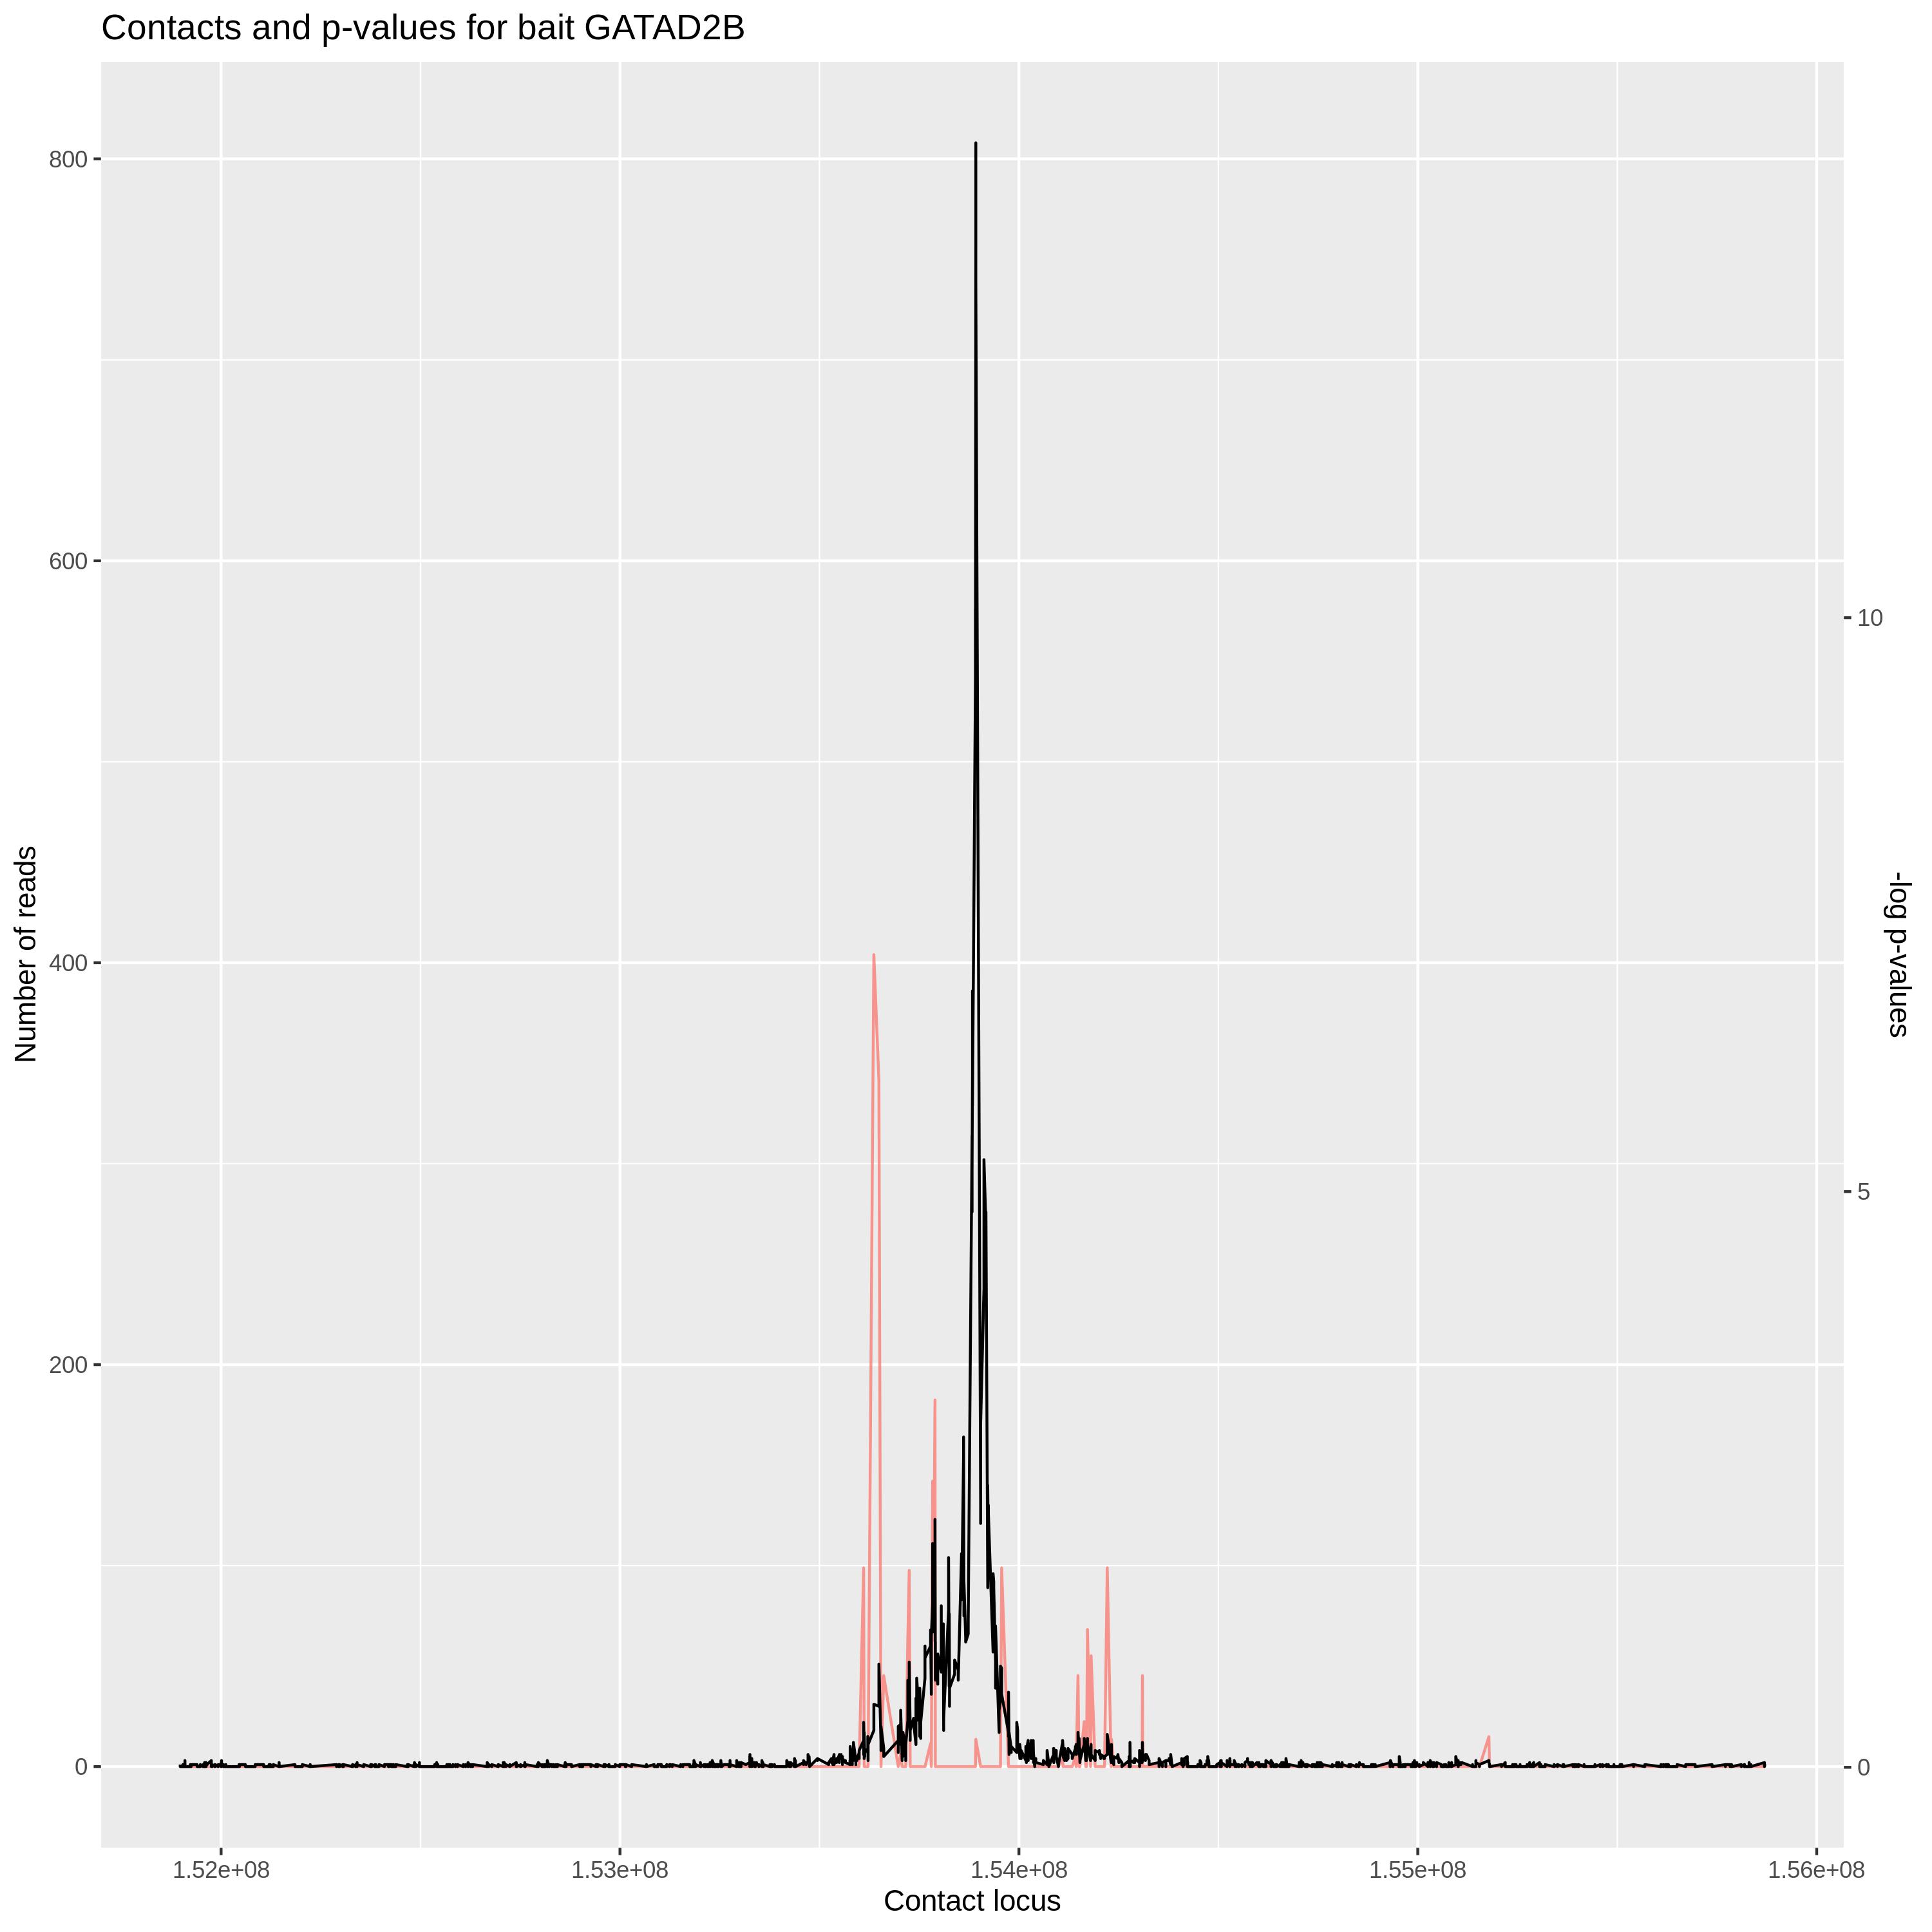 Contacts and p-values for bait GATAD2B
800
600
400
200
0
Number of reads
10
5
0
-log p-values
1.52e+08
1.53e+08
1.54e+08
1.55e+08
1.56e+08
Contact locus